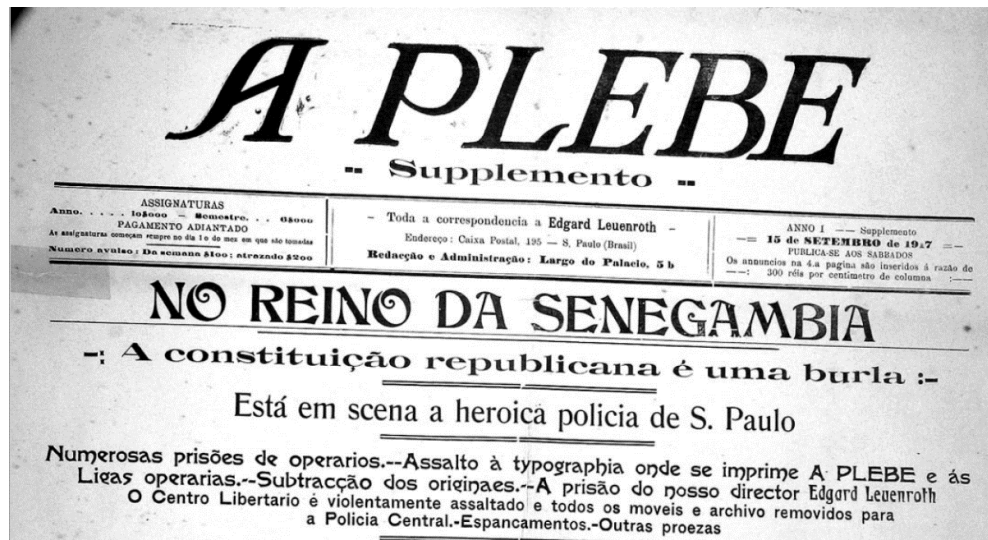 A PLEBE
-- Supplemento --
ASSIGNATURAS
Anno. . . . . 10$000 — Semestre. . . 6$000
PAGAMENTO ADIANTADO
As assignaturas começam sempre no dia 1 o do mez em que são tomadas
Numero avulso: Da semana $100; atrazado $200
- Toda a correspondencia a Edgard Leuenroth -
Endereço: Caixa Postal, 195 — S. Paulo (Brasil)
Redacção e Administração: Largo do Palacio, 5 b
ANNO I —— Supplemento
—= 15 de SETEMBRO de 1917 =—
PUBLICA-SE AOS SABBADOS
Os annuncios na 4.a pagina são inseridos á razão de
——: 300 réis por centimetro de columna :——
NO REINO DA SENEGAMBIA
-: A constituição republicana é uma burla :-
Está em scena a heroica policia de S. Paulo
Numerosas prisões de operarios.--Assalto à typographia onde se imprime A PLEBE e ás
Ligas operarias.--Subtracção dos originaes.--A prisão do nosso director Edgard Leuenroth
O Centro Libertario é violentamente assaltado e todos os moveis e archivo removidos para
a Policia Central.-Espancamentos.-Outras proezas